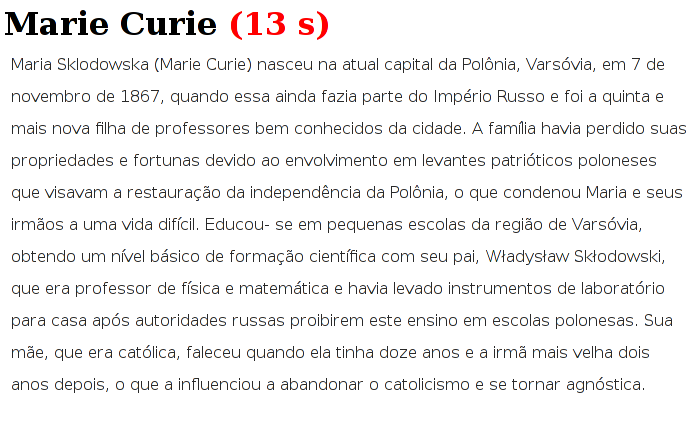 Marie Curie (13 s)
Maria Sklodowska (Marie Curie) nasceu na atual capital da Polônia, Varsóvia, em 7 de
novembro de 1867, quando essa ainda fazia parte do Império Russo e foi a quinta e
mais nova filha de professores bem conhecidos da cidade. A família havia perdido suas
propriedades e fortunas devido ao envolvimento em levantes patrióticos poloneses
que visavam a restauração da independência da Polônia, o que condenou Maria e seus
irmãos a uma vida difícil. Educou- se em pequenas escolas da região de Varsóvia,
obtendo um nível básico de formação científica com seu pai, Władysław Skłodowski,
que era professor de física e matemática e havia levado instrumentos de laboratório
para casa após autoridades russas proibirem este ensino em escolas polonesas. Sua
mãe, que era católica, faleceu quando ela tinha doze anos e a irmã mais velha dois
anos depois, o que a influenciou a abandonar o catolicismo e se tornar agnóstica.